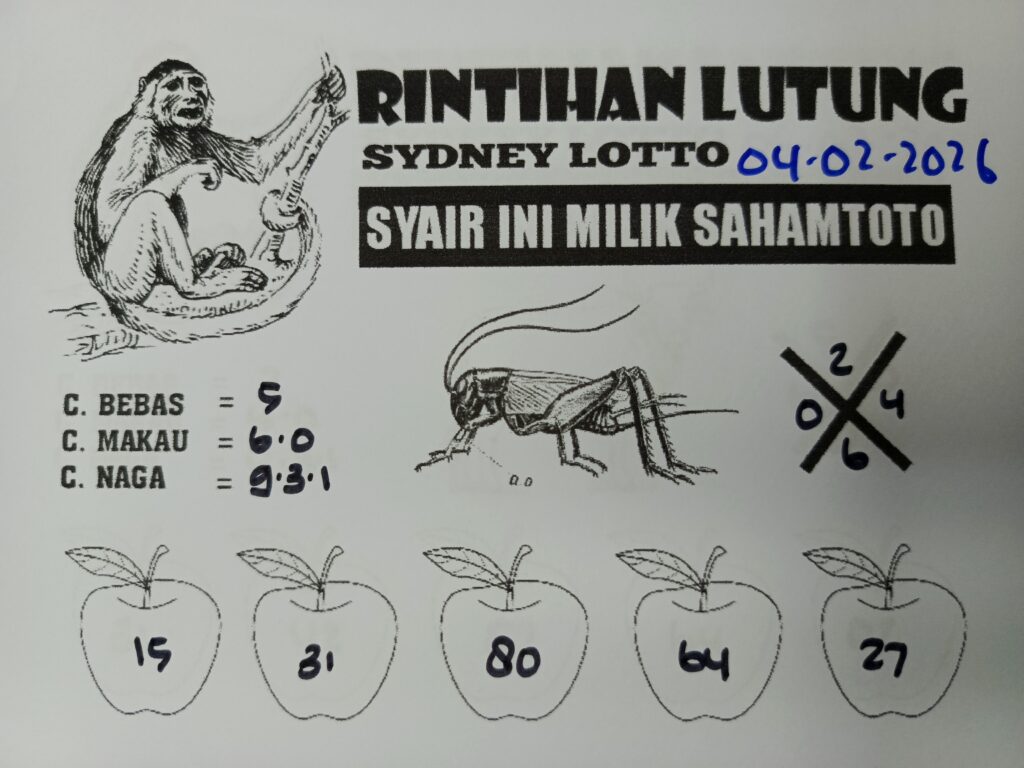 RINTIHAN LUTUNG
SYDNEY LOTTO 04-02-2026
SYAIR INI MILIK SAHAMTOTO
C. BEBAS = 5
C. MAKAU = 6.0
C. NAGA = 9.3.1
a.a
2
0 4
6
15 31 80 64 27